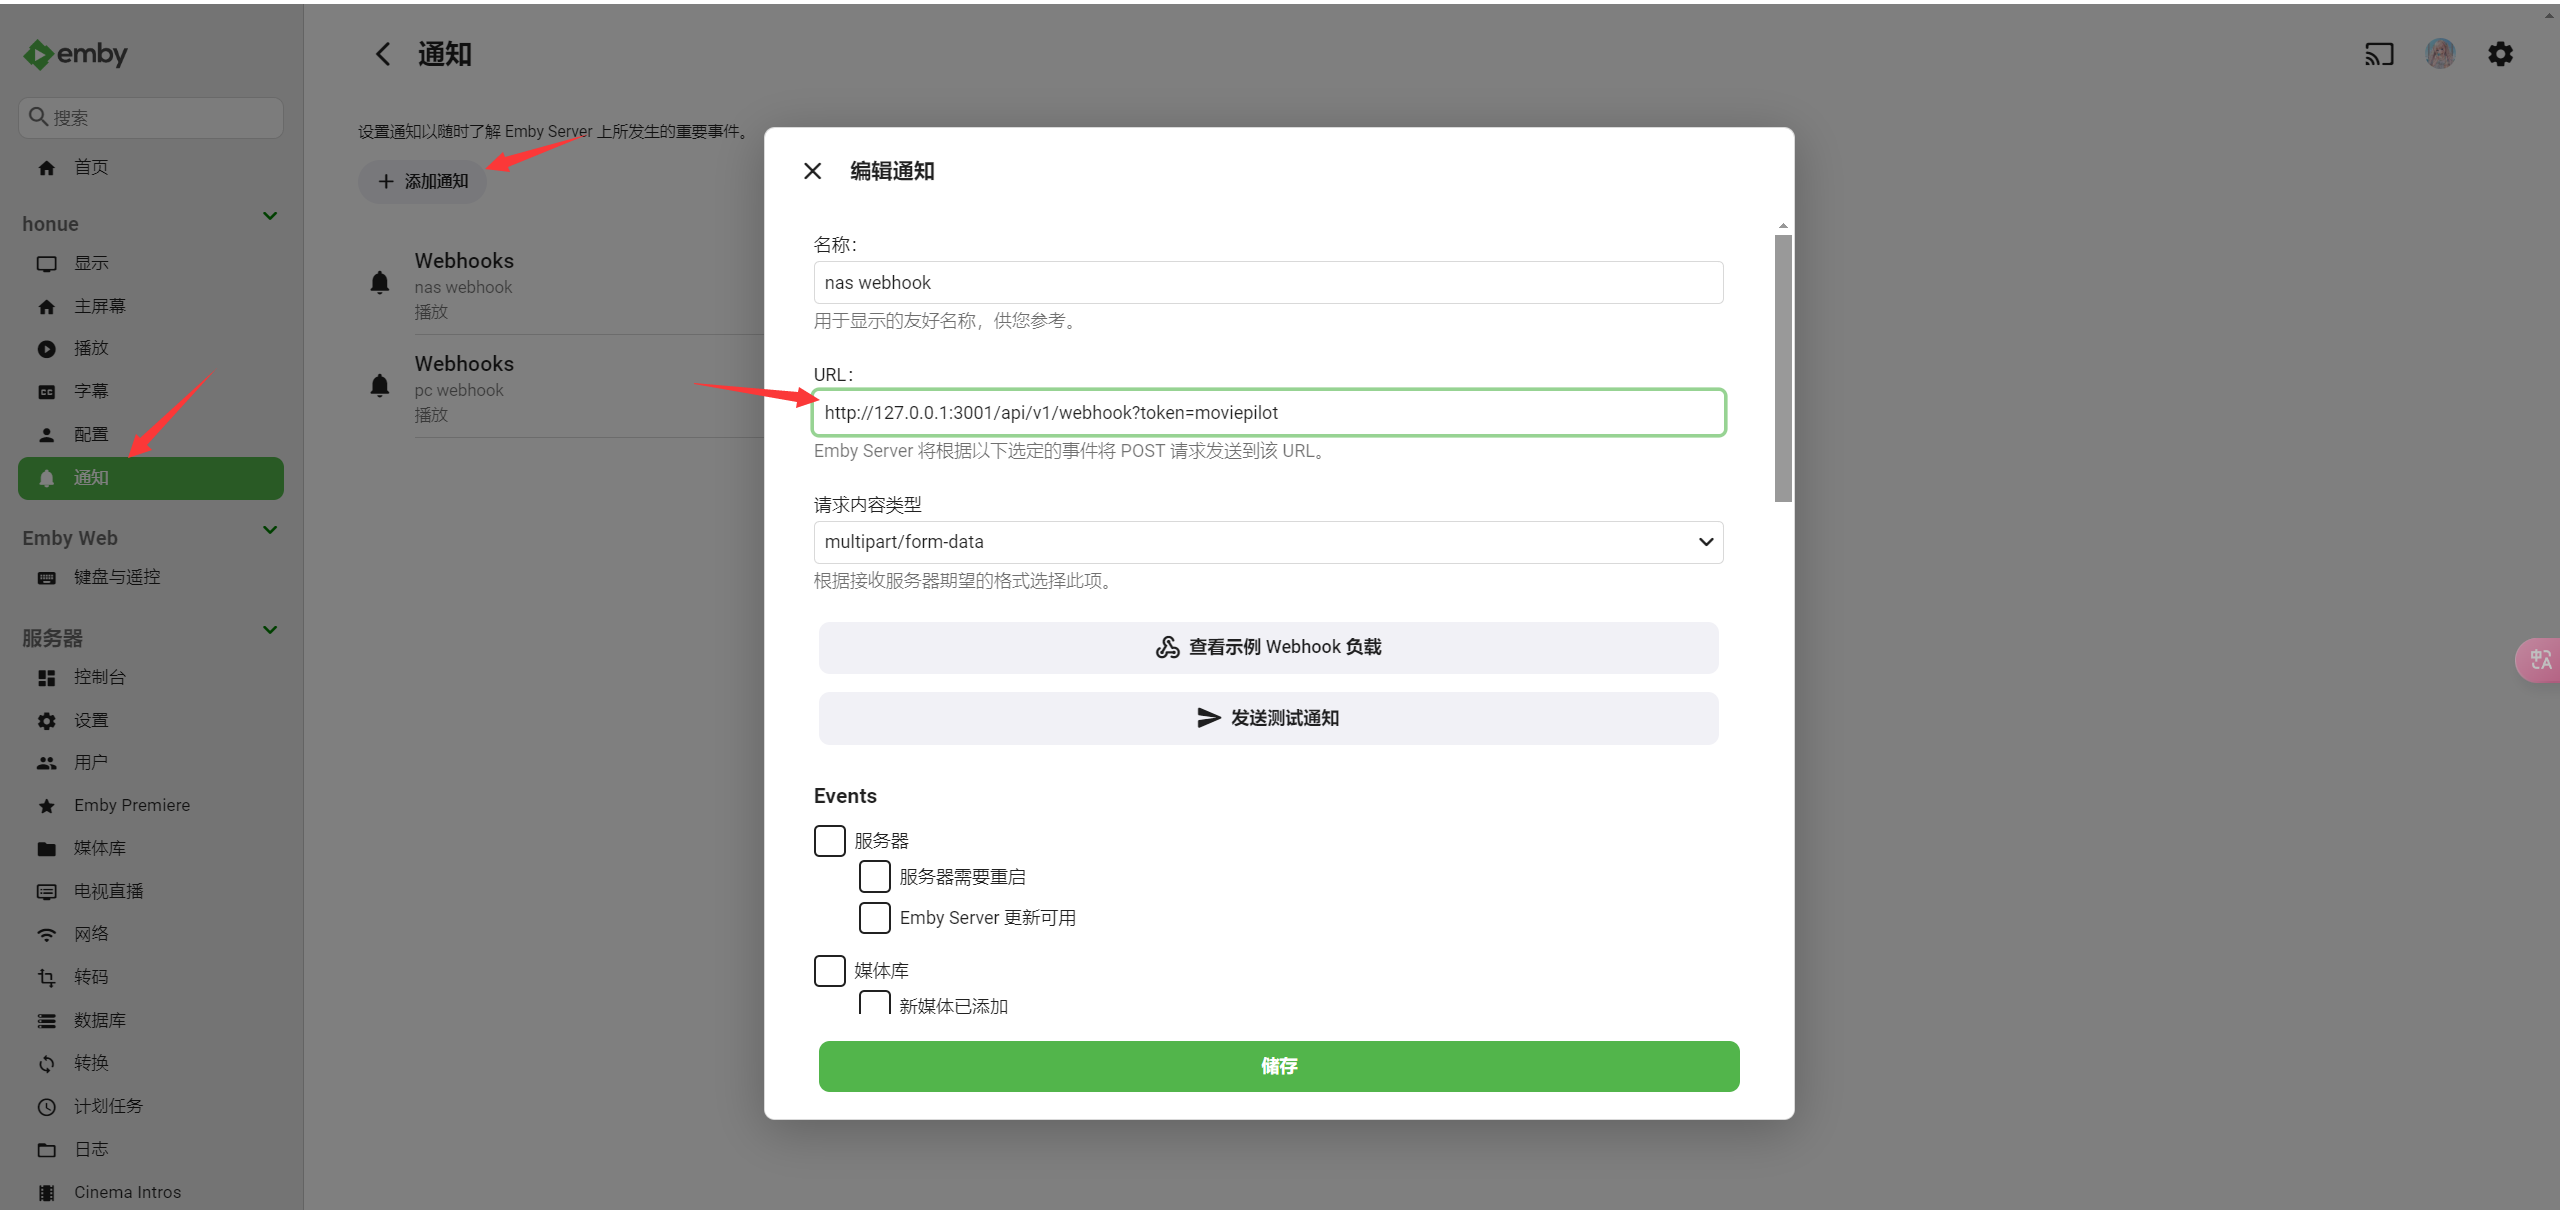 emby
搜索
首页
honue
显示
主屏幕
播放
字幕
配置
通知
Emby Web
键盘与遥控
服务器
控制台
设置
用户
Emby Premiere
媒体库
电视直播
网络
转码
数据库
转换
计划任务
日志
Cinema Intros
通知
设置通知以随时了解 Emby Server 上所发生的重要事件。
添加通知
Webhooks
nas webhook
播放
Webhooks
pc webhook
播放
编辑通知
名称：
nas webhook
用于显示的友好名称，供您参考。
URL：
http://127.0.0.1:3001/api/v1/webhook?token=moviepilot
Emby Server 将根据以下选定的事件将 POST 请求发送到该 URL。
请求内容类型
multipart/form-data
根据接收服务器期望的格式选择此项。
查看示例 Webhook 负载
发送测试通知
Events
服务器
服务器需要重启
Emby Server 更新可用
媒体库
新媒体已添加
储存